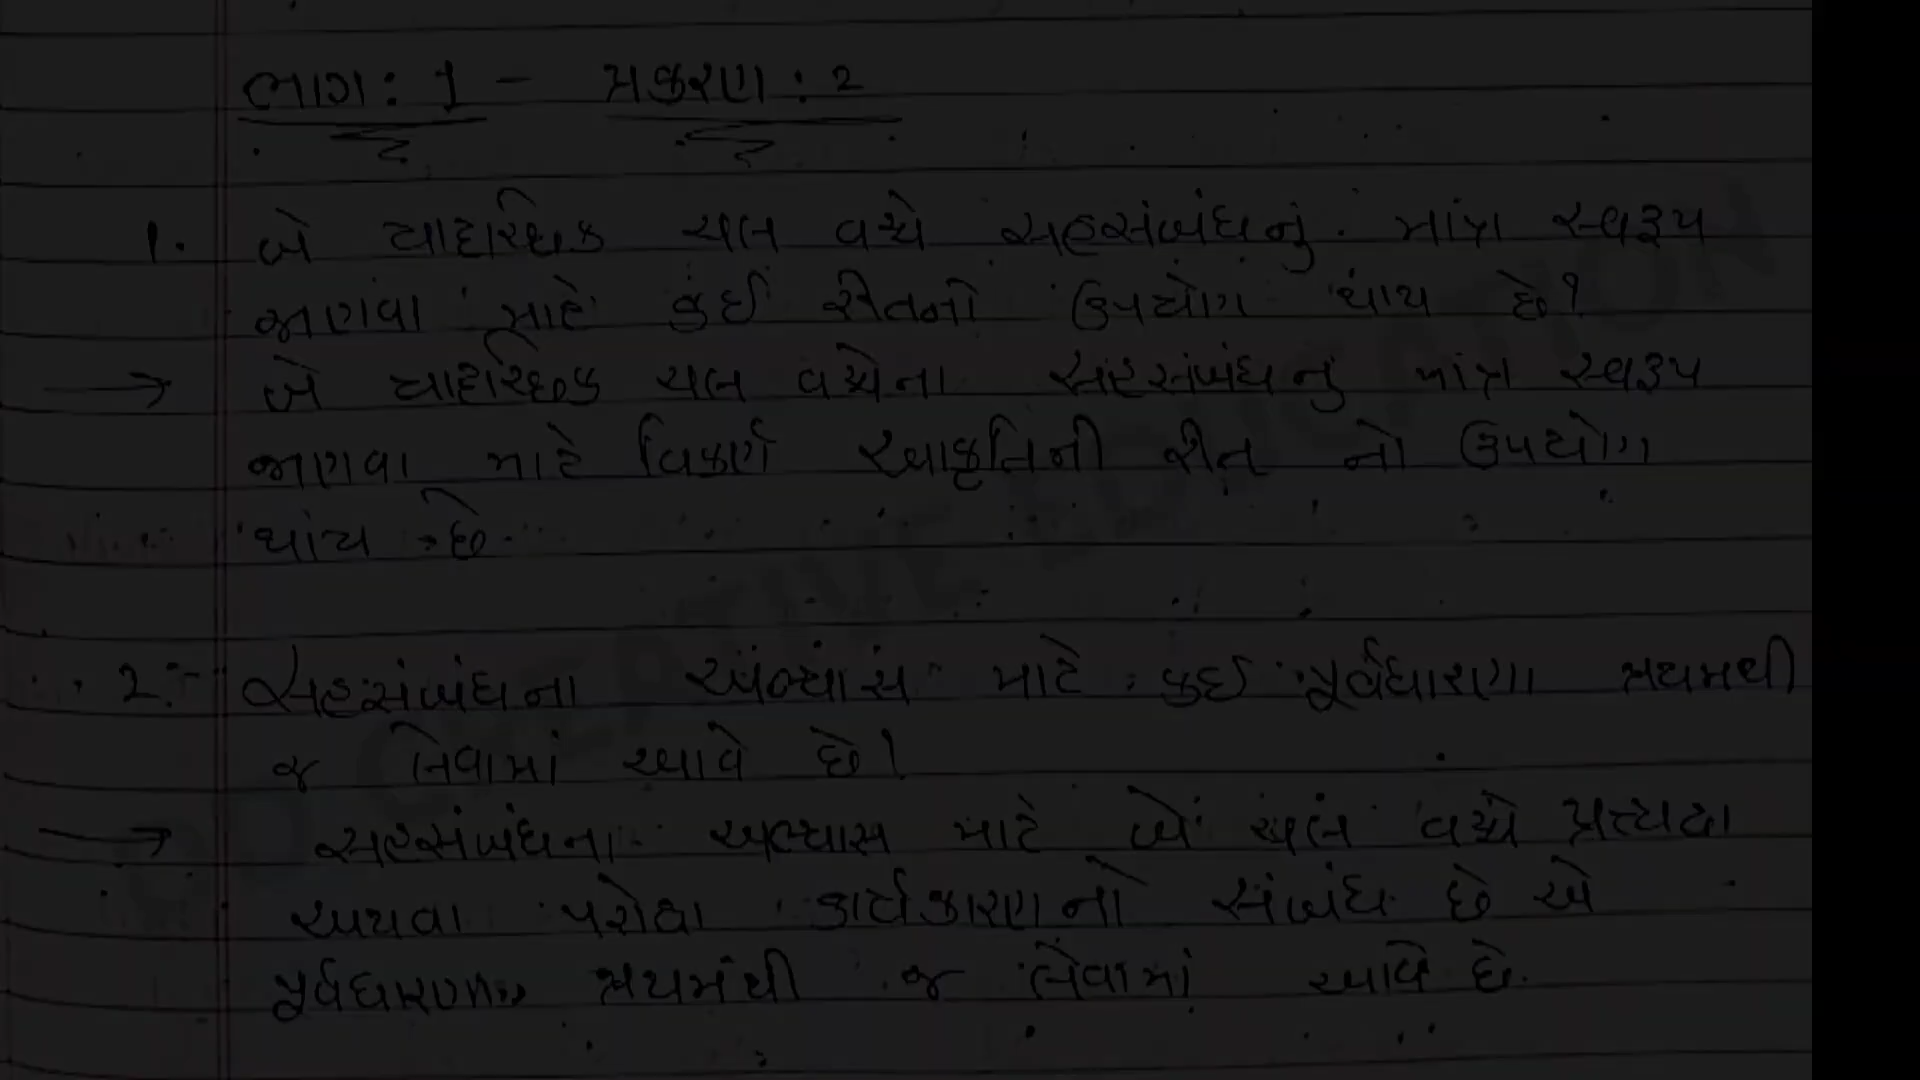 ભાગ : 1 - પ્રકરણ : 2
1. બે યાદચ્છિક ચલ વચ્ચે સહસંબંધનું માત્ર સ્વરૂપ
જાણવા માટે કઈ રીતનો ઉપયોગ થાય છે?
→ બે યાદચ્છિક ચલ વચ્ચેના સહસંબંધનું માત્ર સ્વરૂપ
જાણવા માટે વિકર્ણ આકૃતિની રીત નો ઉપયોગ
થાય છે.
2:- સહસંબંધના અભ્યાસ માટે કઈ પૂર્વધારણા પ્રથમથી
જ લેવામાં આવે છે?
→ સહસંબંધના અભ્યાસ માટે બે ચલ વચ્ચે પ્રત્યક્ષ
અથવા પરોક્ષ કાર્યકારણનો સંબંધ છે એ
પૂર્વધારણા પ્રથમથી જ લેવામાં આવે છે.
CREATIVE EDUCATION